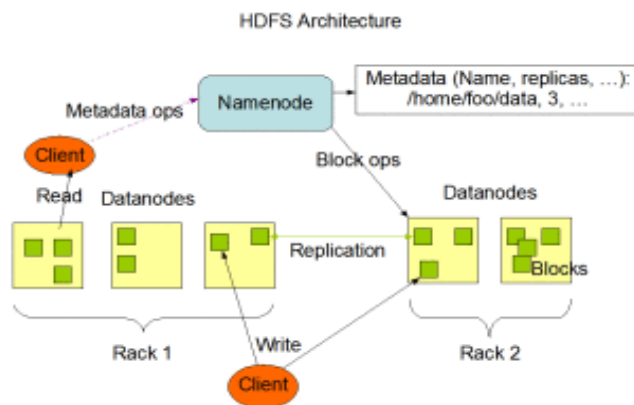 HDFS Architecture
Metadata (Name, replicas, ...):
/home/foo/data, 3, ...
Namenode
Metadata ops
Client
Block ops
Read
Datanodes
Datanodes
Replication
Blocks
Rack 1
Write
Rack 2
Client